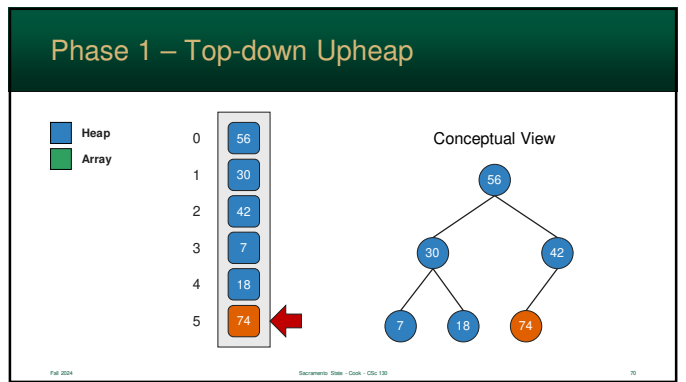 Phase 1 – Top-down Upheap
Heap
Array
0 56
1 30
2 42
3 7
4 18
5 74
Conceptual View
56
30 42
7 18 74
Fall 2024 Sacramento State - Cook - CSc 130 70